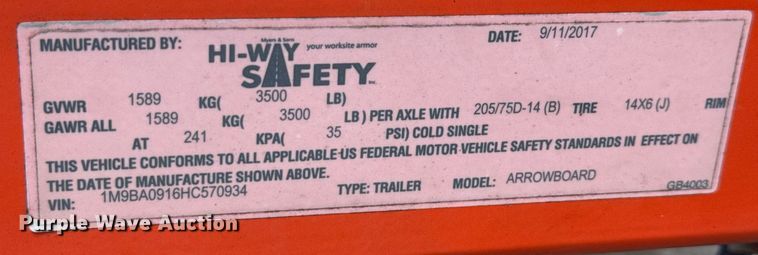 MANUFACTURED BY:
Myers & Sons
HI-WAY
SAFETY INC.
your worksite armor
DATE: 9/11/2017
GVWR 1589 KG( 3500 LB)
GAWR ALL 1589 KG( 3500 LB ) PER AXLE WITH 205/75D-14 (B) TIRE 14X6 (J) RIM
AT 241 KPA( 35 PSI) COLD SINGLE
THIS VEHICLE CONFORMS TO ALL APPLICABLE US FEDERAL MOTOR VEHICLE SAFETY STANDARDS IN EFFECT ON
THE DATE OF MANUFACTURE SHOWN ABOVE.
VIN: 1M9BA0916HC570934 TYPE: TRAILER MODEL: ARROWBOARD
GB4003
Purple Wave Auction